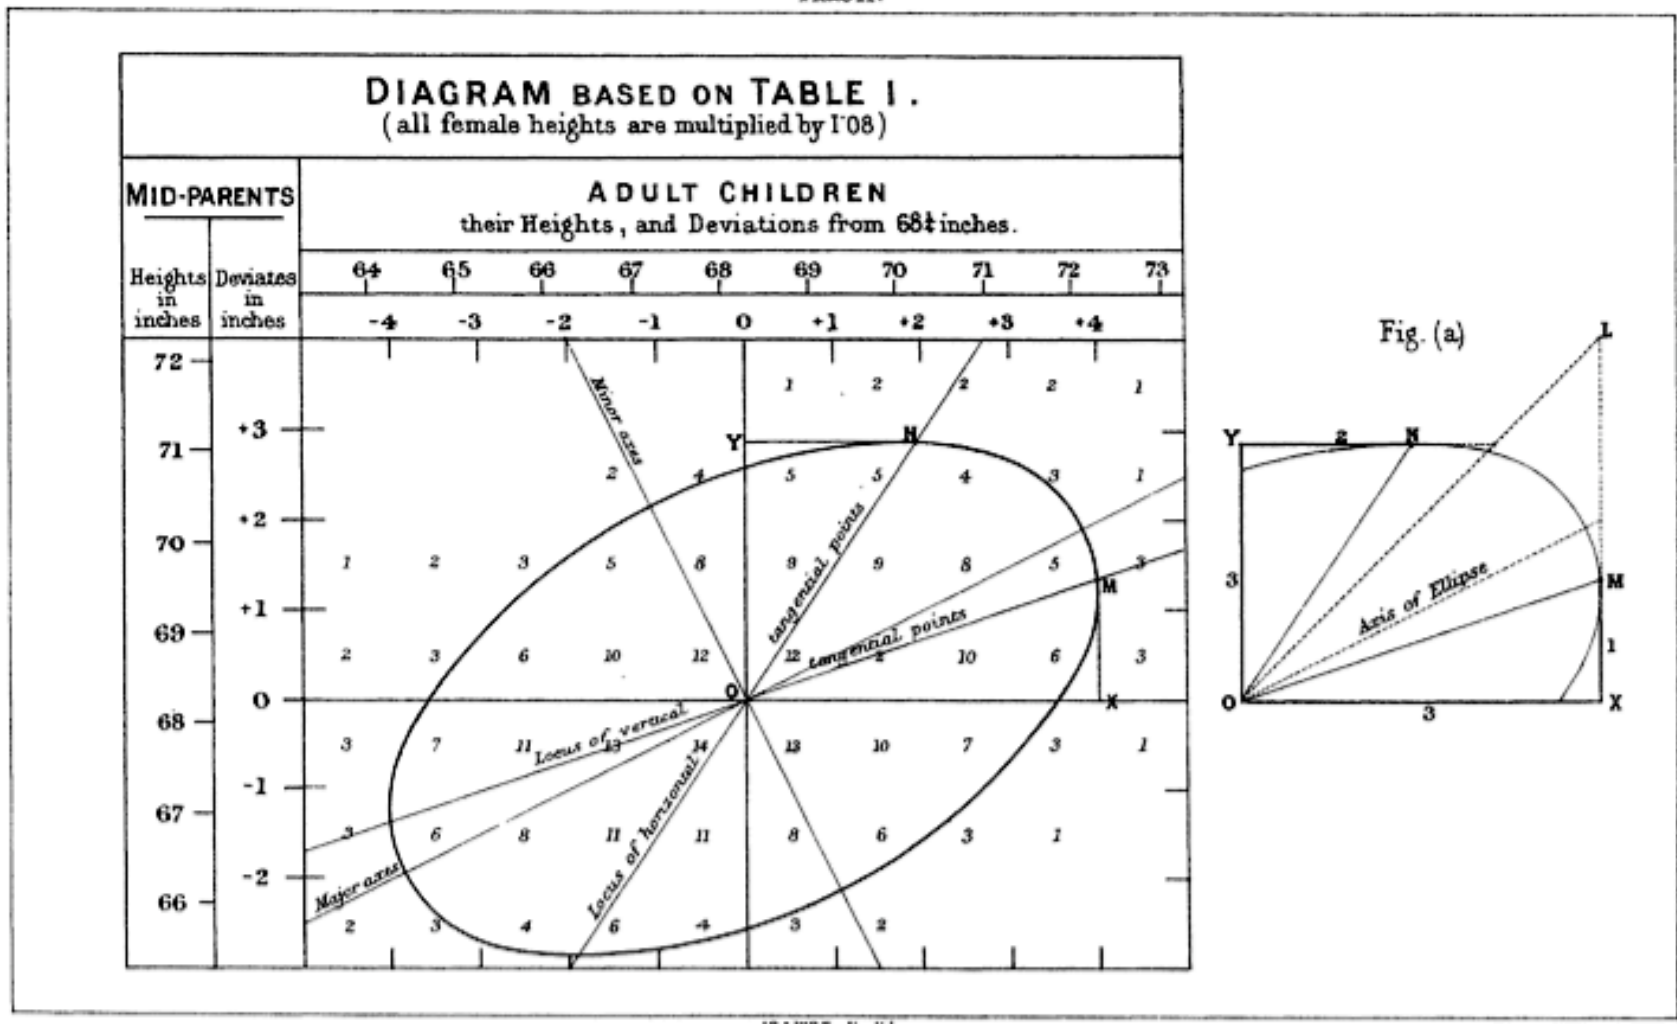 DIAGRAM BASED ON TABLE I.
(all female heights are multiplied by 1·08)
MID-PARENTS
ADULT CHILDREN
their Heights, and Deviations from 68¼ inches.
Heights in inches
Deviates in inches
64 65 66 67 68 69 70 71 72 73
-4 -3 -2 -1 0 +1 +2 +3 +4
72
1 2 2 2 1
Minor axes
+3
Y N
71
2 4 5 5 4 3 1
+2
tangential points
70
1 2 3 5 8 9 9 8 5 3
M
+1
tangential points
69
2 3 6 10 12 12 2 10 6 3
0
O X
68
Locus of vertical
3 7 11 13 14 13 10 7 3 1
-1
Locus of horizontal
67
3 6 8 11 11 8 6 3 1
-2
Major axes
66
2 3 4 6 4 3 2
Fig. (a)
L
Y 2 N
3
Axis of Ellipse
M
1
O 3 X